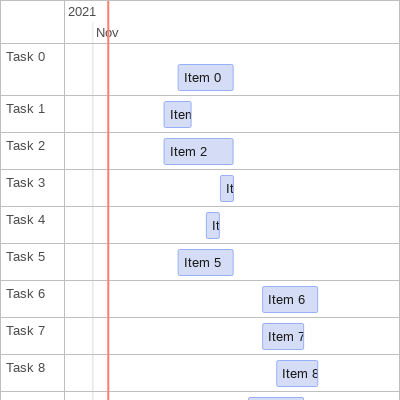 2021
Nov
Task 0
Item 0
Task 1
Iten
Task 2
Item 2
Task 3
It
Task 4
It
Task 5
Item 5
Task 6
Item 6
Task 7
Item 7
Task 8
Item 8